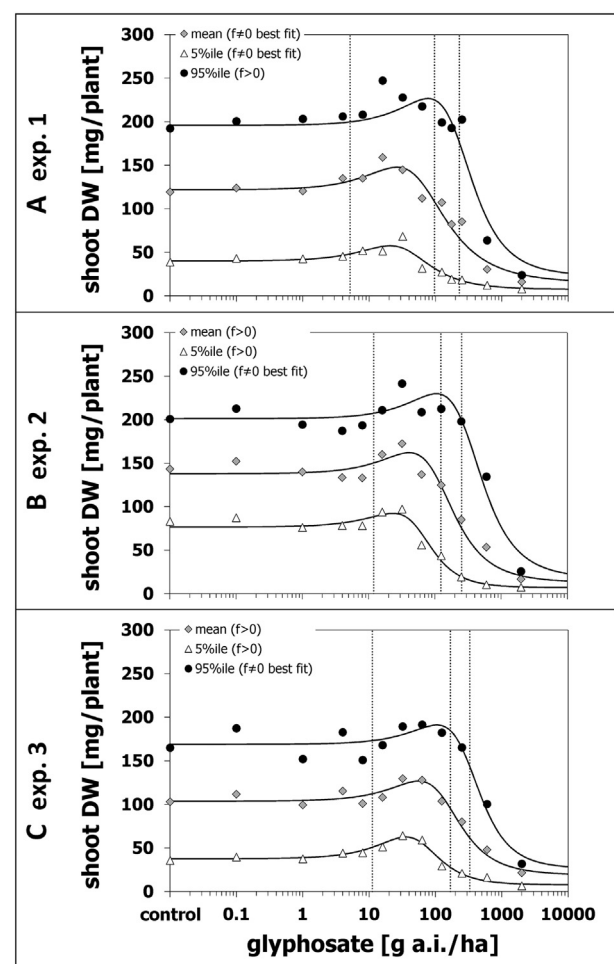 A exp. 1
shoot DW [mg/plant]
300
250
200
150
100
50
0
mean (f≠0 best fit)
5%ile (f≠0 best fit)
95%ile (f>0)
B exp. 2
shoot DW [mg/plant]
300
250
200
150
100
50
0
mean (f>0)
5%ile (f>0)
95%ile (f≠0 best fit)
C exp. 3
shoot DW [mg/plant]
300
250
200
150
100
50
0
mean (f>0)
5%ile (f>0)
95%ile (f≠0 best fit)
control 0.1 1 10 100 1000 10000
glyphosate [g a.i./ha]